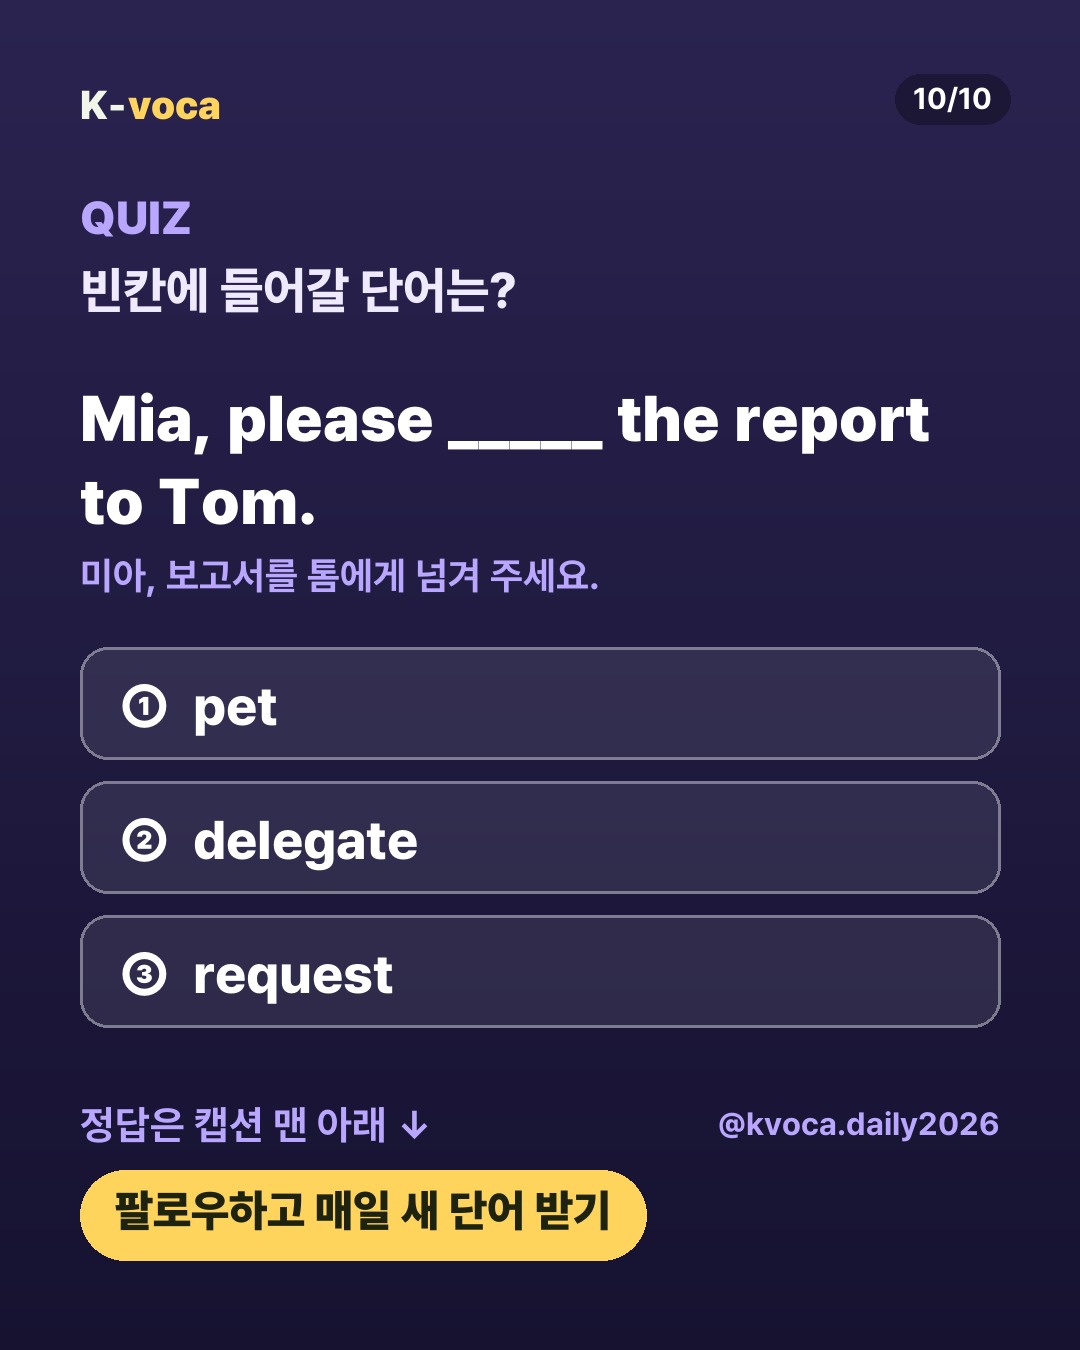 K-voca
10/10
QUIZ
빈칸에 들어갈 단어는?
Mia, please _____ the report
to Tom.
미아, 보고서를 톰에게 넘겨 주세요.
① pet
② delegate
③ request
정답은 캡션 맨 아래 ↓
@kvoca.daily2026
팔로우하고 매일 새 단어 받기